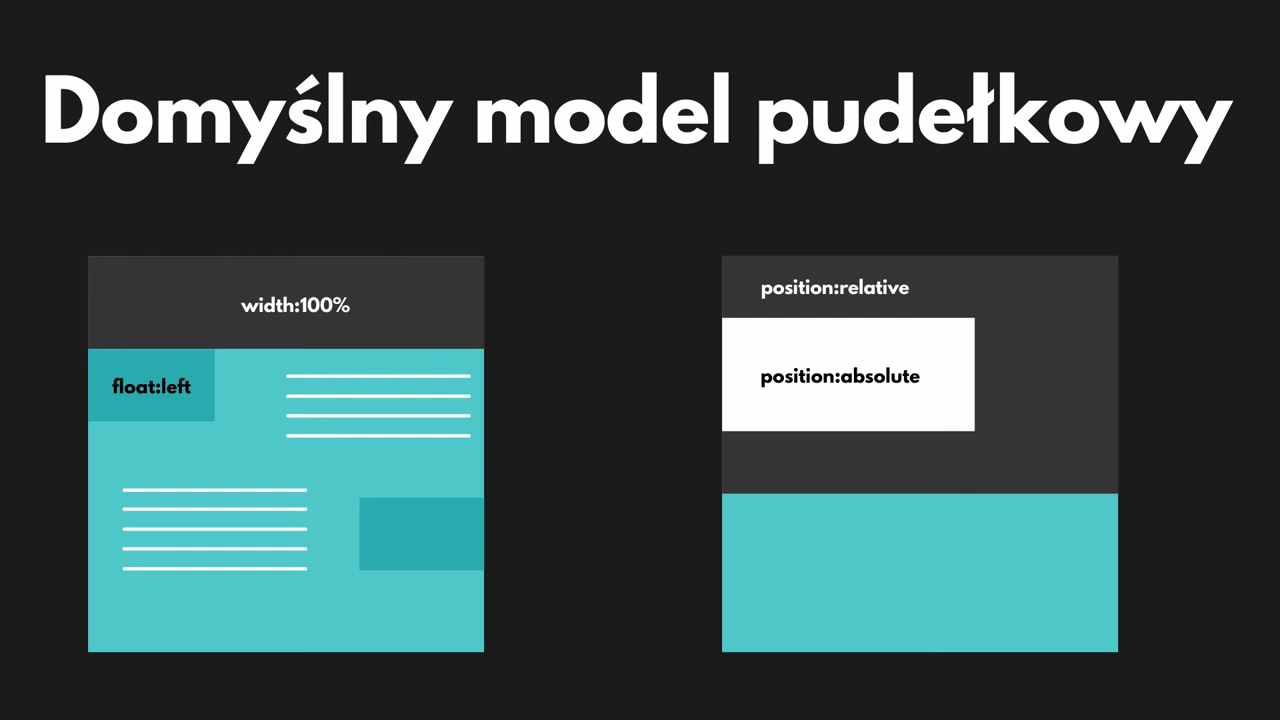 Domyślny model pudełkowy
width:100%
float:left
position:relative
position:absolute